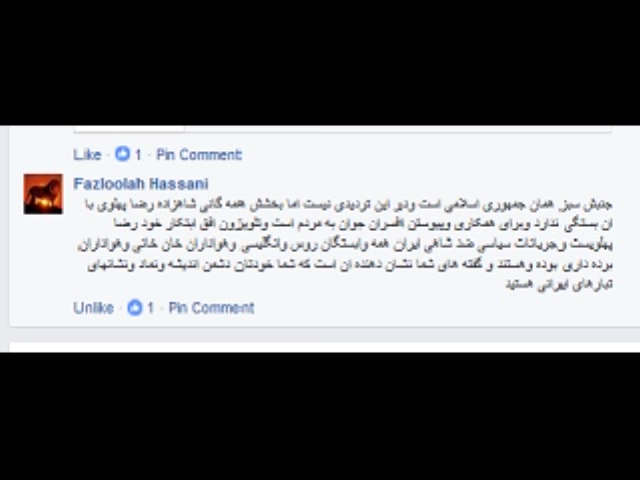 Like · 1 · Pin Comment
Fazloolah Hassani
جنبش سبز, همان جمهوری اسلامی است ودیر این تردیدی نیست اما بخشش همه گانی شاهزاده رضا پهلوی با
ان بستگی ندارد وبرای همکاری وپیوستن افسران جوان به مردم است وتلویزون افق ابتکار خود رضا
پهلویست وجریانات سیاسی ضد شاهی ایران همه وابستگان روس وانگلیسی وهواداران خان خانی وهواداران
برده داری بوده وهستند و گفته های شما نشان دهنده ان است که شما خودتان دشمن اندیشه ونماد ونشانهای
تبارهای ایرانی هستید
Unlike · 1 · Pin Comment